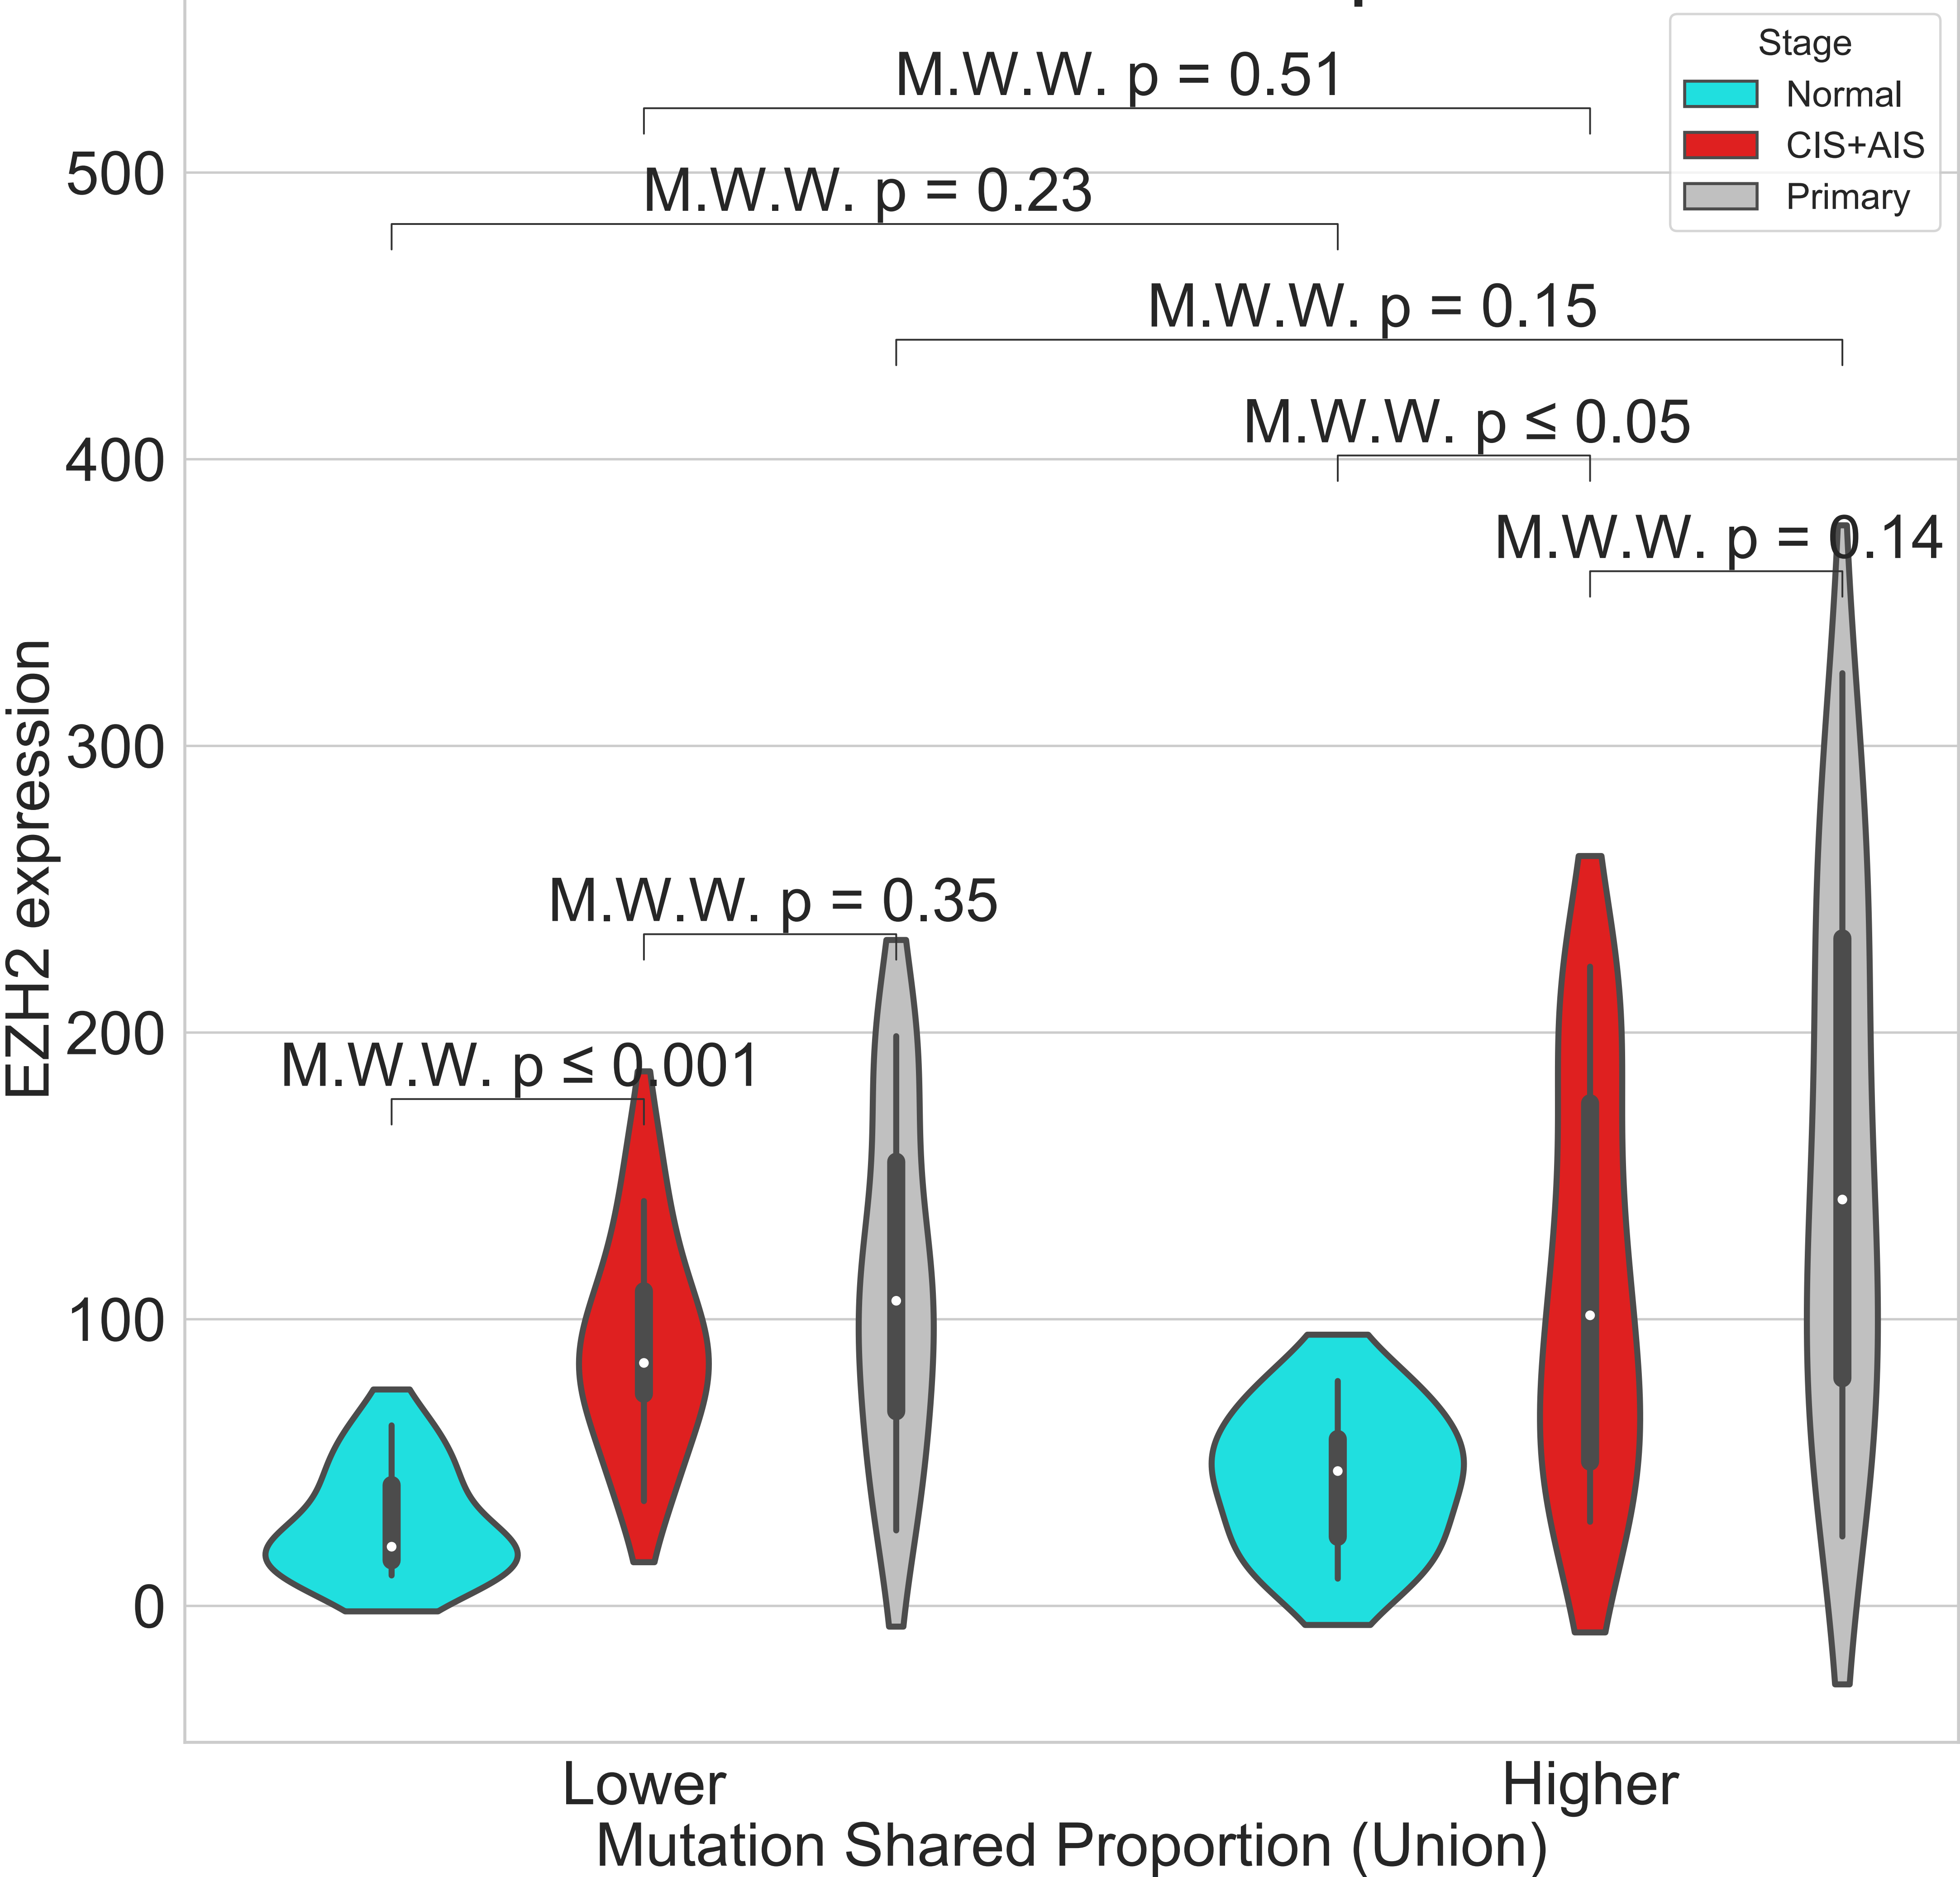 Stage
Normal
CIS+AIS
Primary
M.W.W. p = 0.51
M.W.W. p = 0.23
M.W.W. p = 0.15
M.W.W. p ≤ 0.05
M.W.W. p = 0.14
M.W.W. p = 0.35
M.W.W. p ≤ 0.001
500
400
300
200
100
0
EZH2 expression
Lower
Higher
Mutation Shared Proportion (Union)